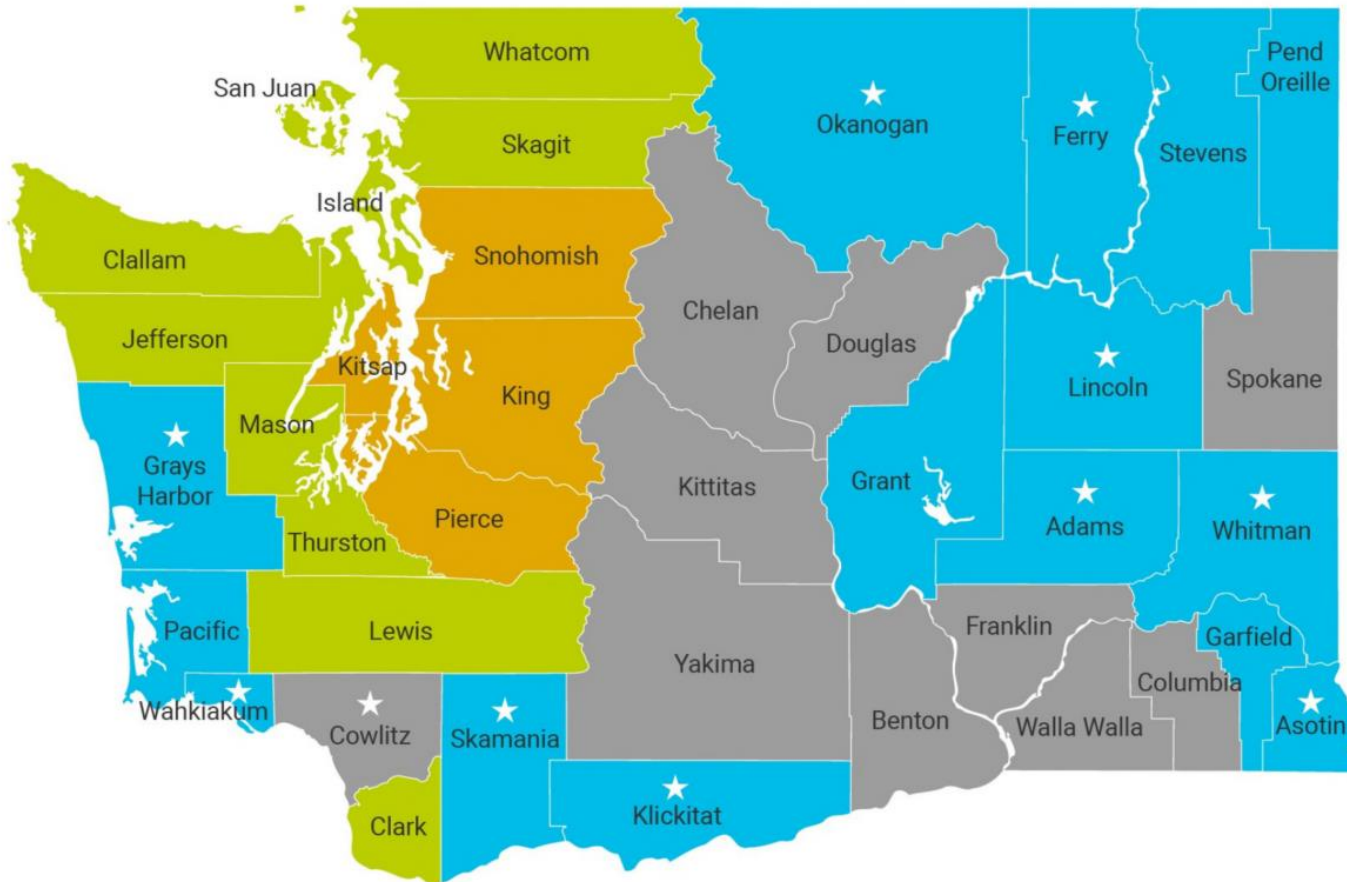 Whatcom
Pend
Oreille
San Juan
Okanogan
Ferry
Skagit
Stevens
Island
Snohomish
Clallam
Chelan
Jefferson
Douglas
Kitsap
King
Lincoln
Spokane
Mason
Grays
Harbor
Kittitas
Grant
Pierce
Adams
Whitman
Thurston
Pacific
Lewis
Franklin
Garfield
Yakima
Columbia
Wahkiakum
Cowlitz
Skamania
Benton
Walla Walla
Asotin
Clark
Klickitat